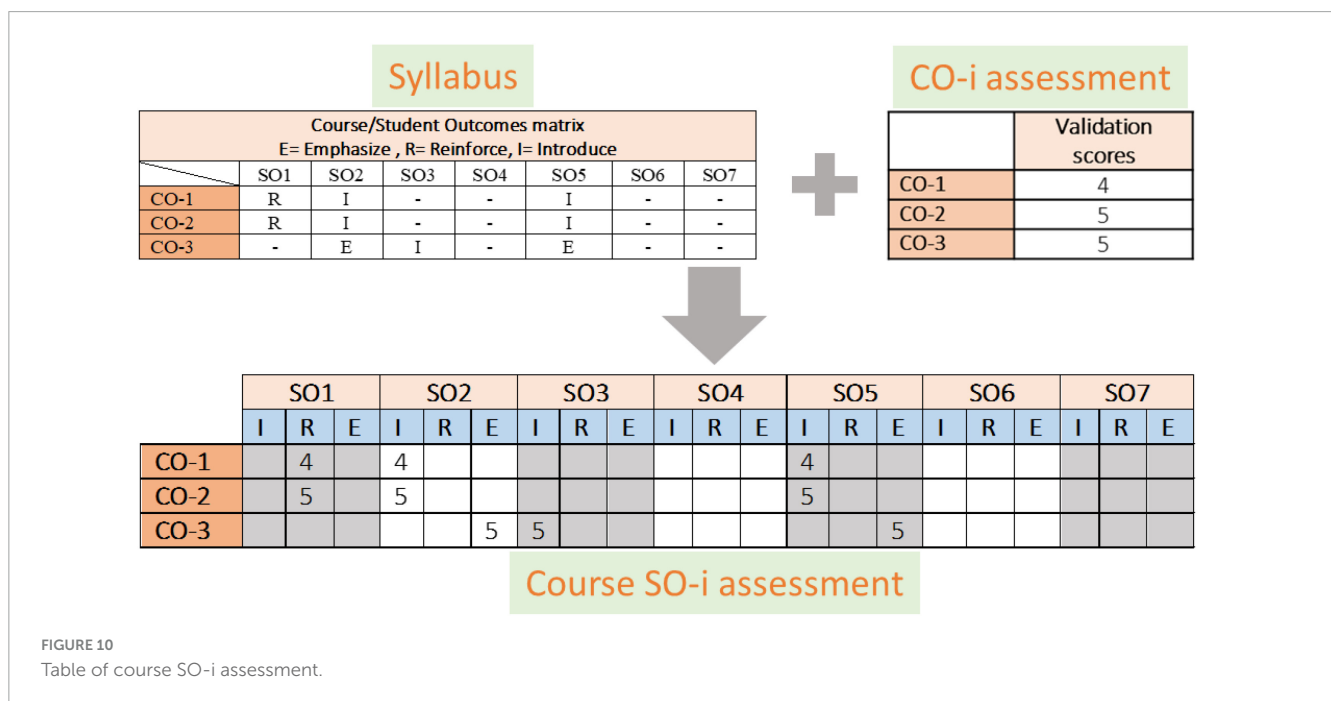 Syllabus
CO-i assessment
Course/Student Outcomes matrix
E= Emphasize , R= Reinforce, I= Introduce
SO1 SO2 SO3 SO4 SO5 SO6 SO7
CO-1 R I - - I - -
CO-2 R I - - I - -
CO-3 - E I - E - -
Validation
scores
CO-1 4
CO-2 5
CO-3 5
SO1 SO2 SO3 SO4 SO5 SO6 SO7
I R E I R E I R E I R E I R E I R E I R E
CO-1 4 4 4
CO-2 5 5 5
CO-3 5 5 5
Course SO-i assessment
FIGURE 10
Table of course SO-i assessment.